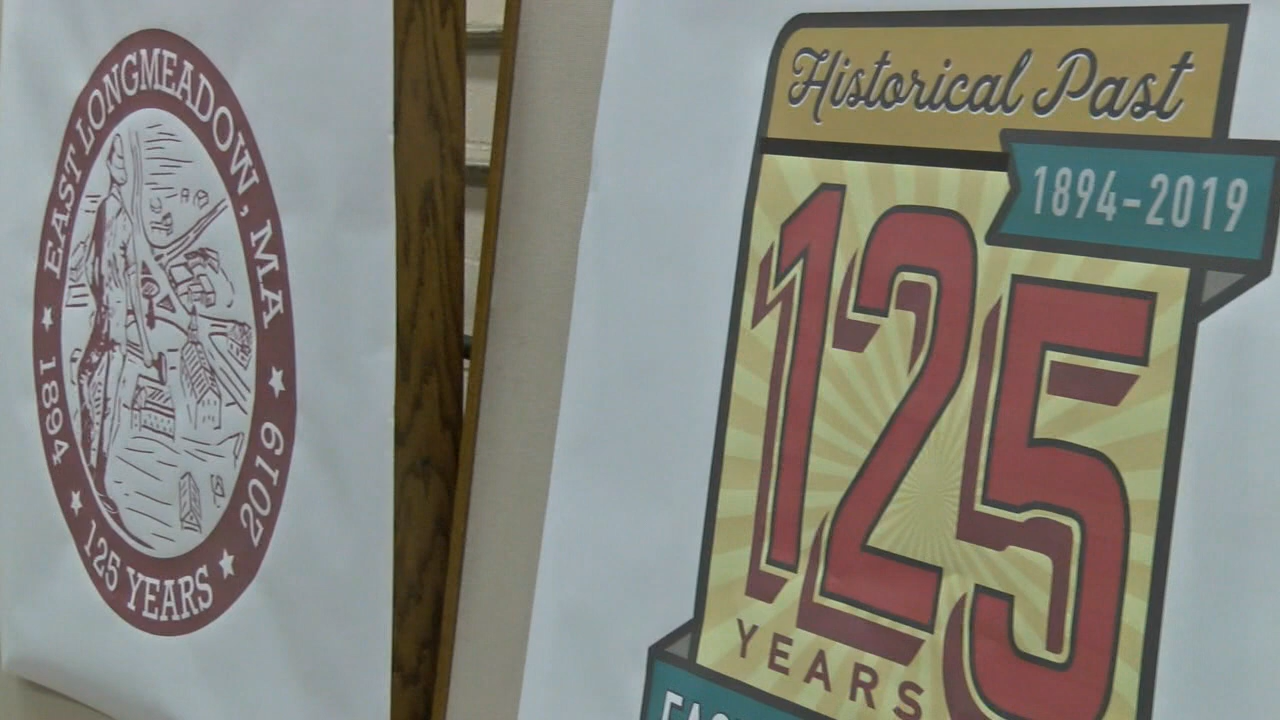 EAST LONGMEADOW, MA
1894
2019
125 YEARS
Historical Past
1894-2019
125
YEARS